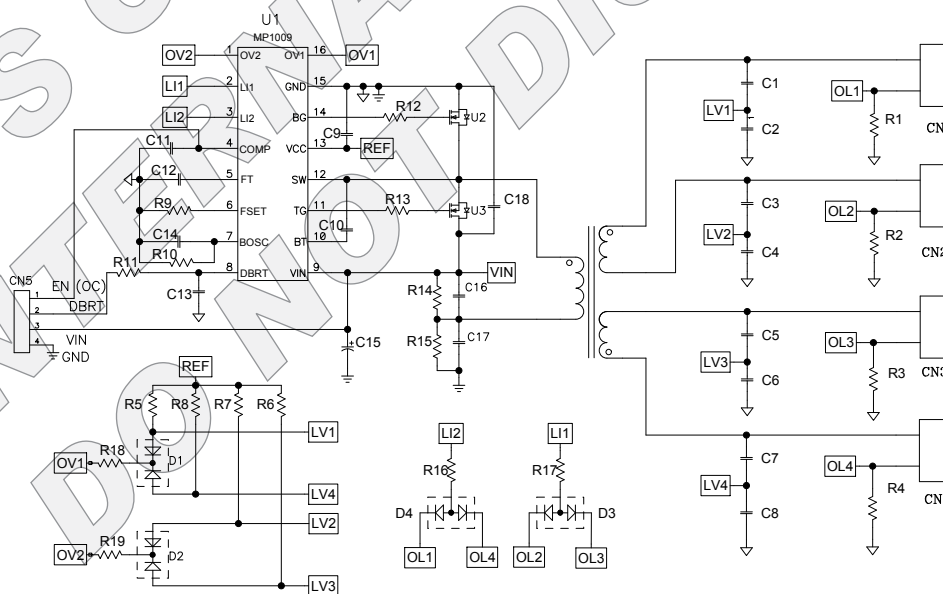 U1
MP1009
OV2 1 OV2 OV1 16 OV1
LI1 2 LI1 GND 15
LI2 3 LI2 BG 14 R12 U2
C11 4 COMP VCC 13 C9 REF
C12 5 FT SW 12
R9 6 FSET TG 11 R13 U3 C18
C14 7 BOSC BT 10 C10
R10
R11 8 DBRT VIN 9 VIN
C13
CN5
1 EN (OC)
2 DBRT
3 VIN
4 GND
C15
R14 C16
R15 C17
C1
LV1
C2
OL1
R1
CN
C3
LV2
C4
OL2
R2
CN2
C5
LV3
C6
OL3
R3
CN3
C7
LV4
C8
OL4
R4
CN
REF
R5 R8 R7 R6
LV1
R18
OV1 D1
LV4
LV2
R19
OV2 D2
LV3
LI2
R16
D4
OL1 OL4
LI1
R17
D3
OL2 OL3
DO NOT DI